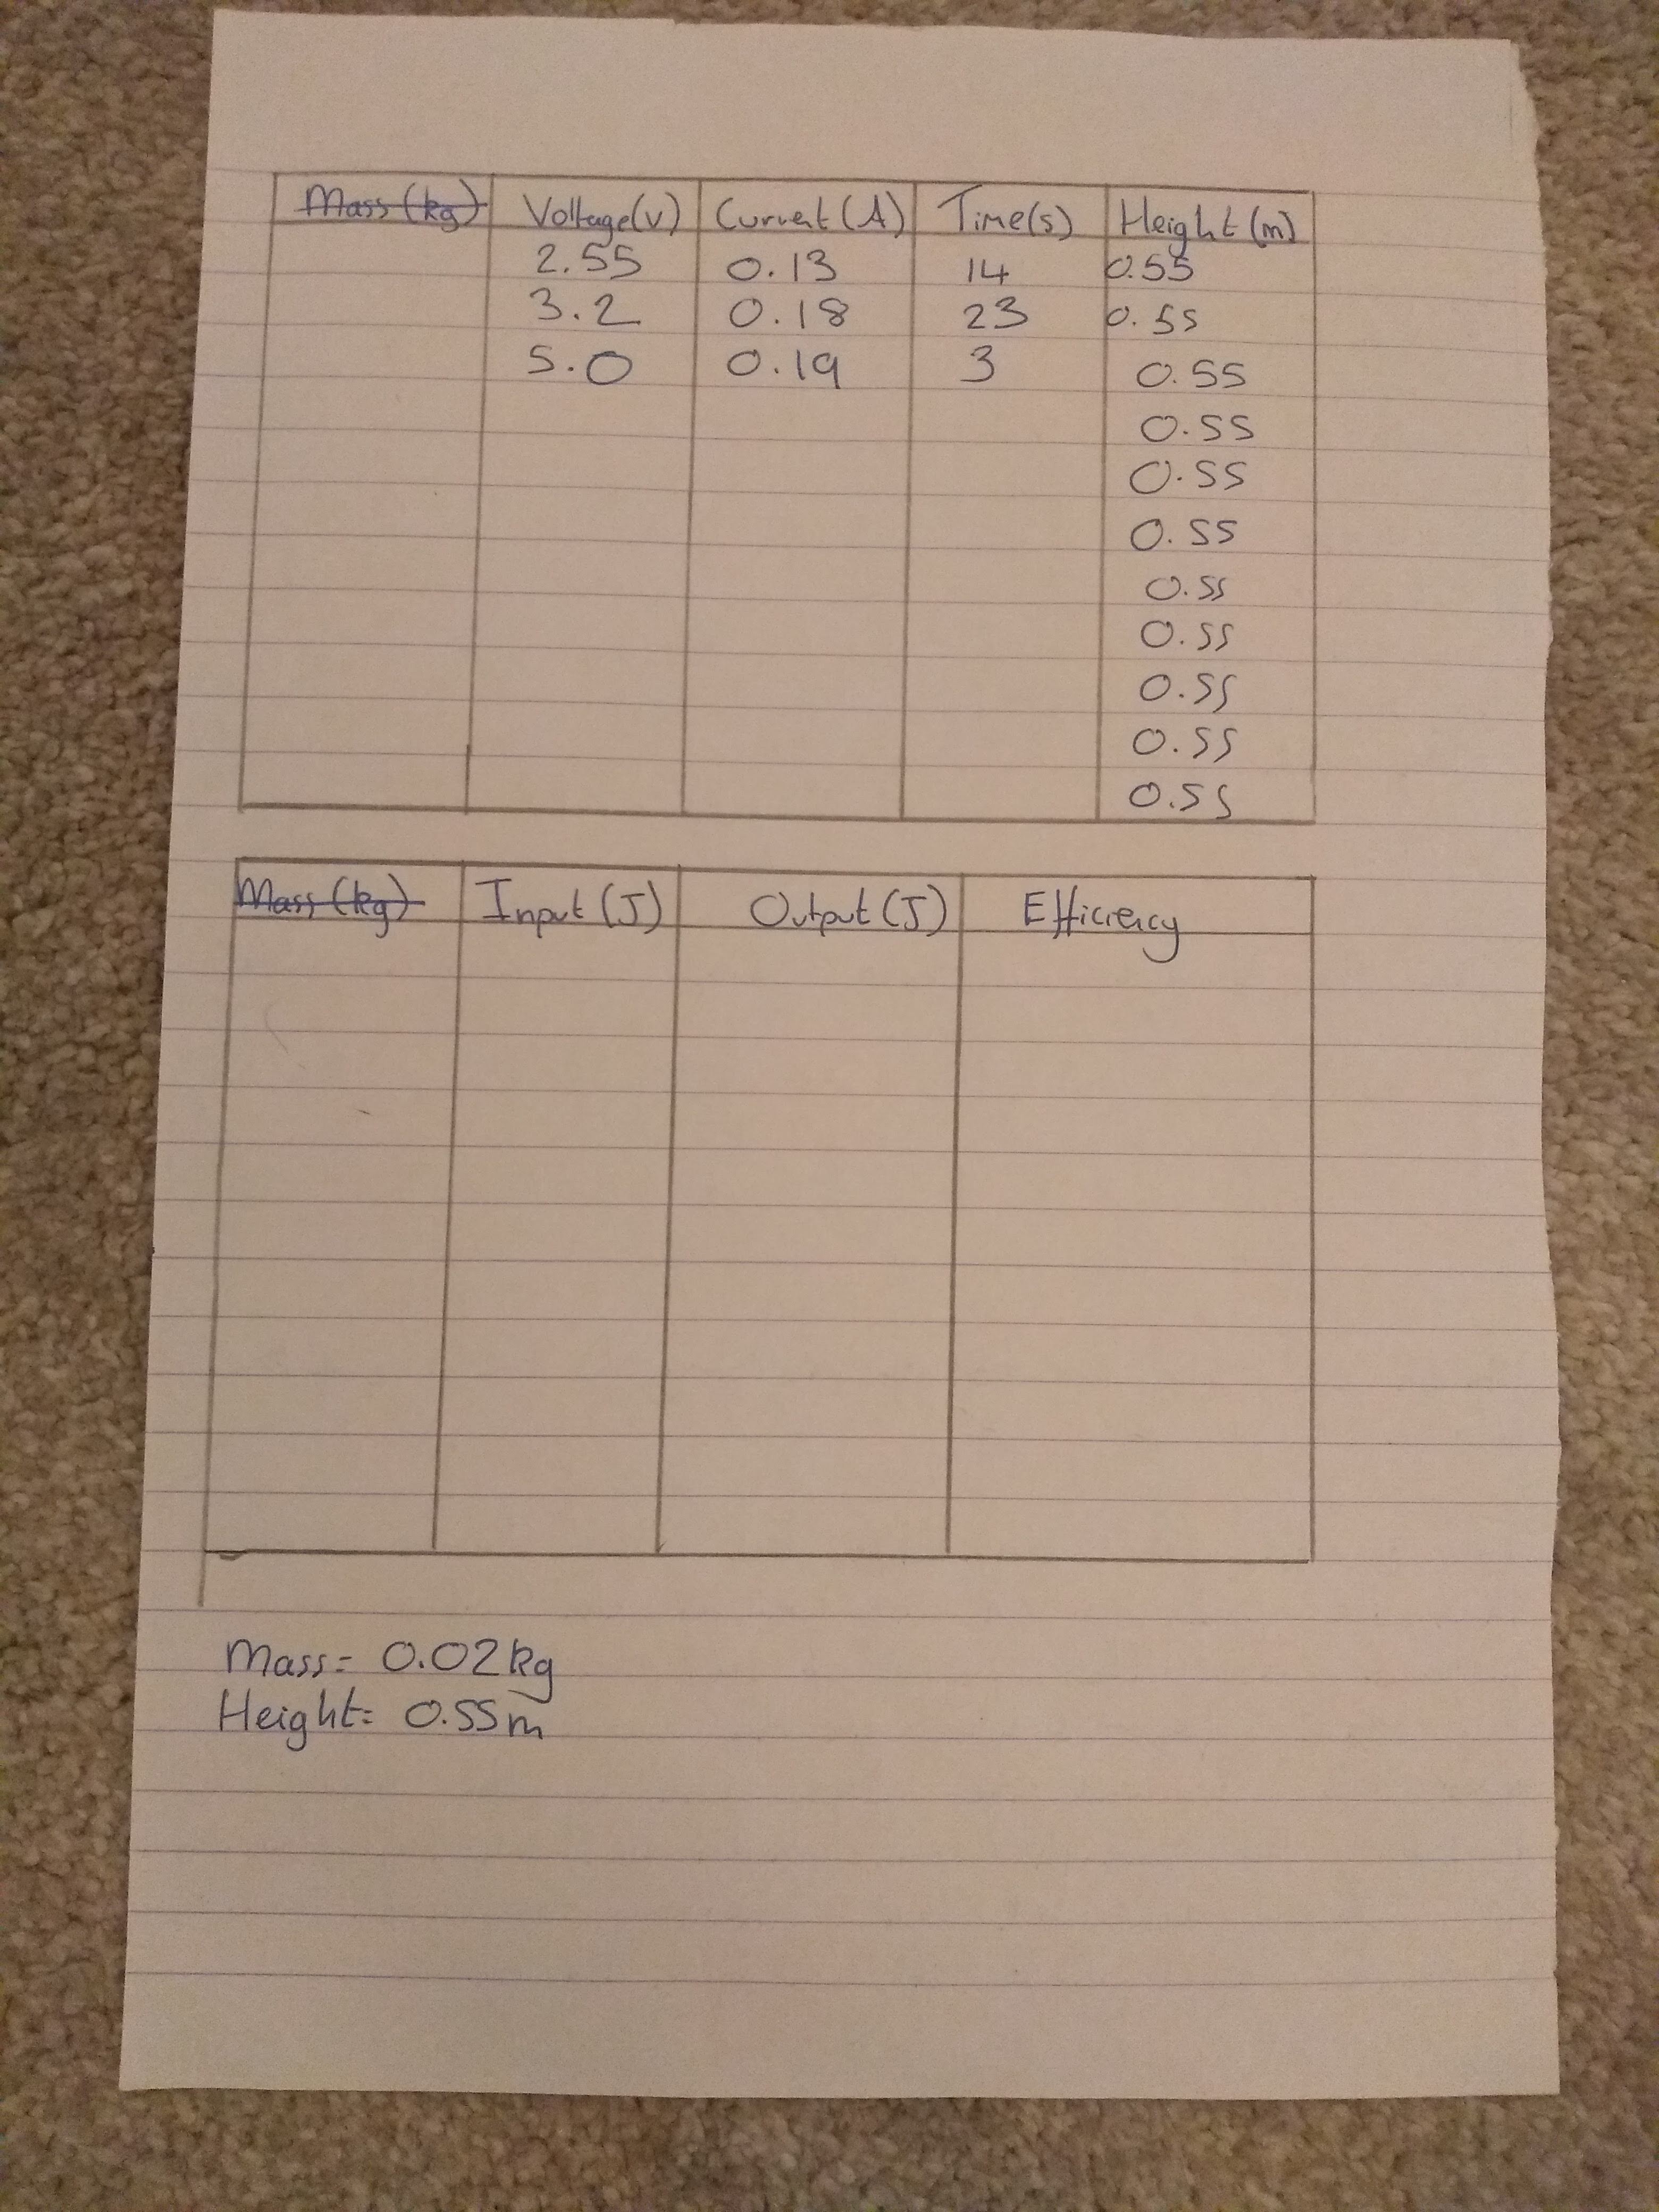 Mass (kg) Voltage(v) Current (A) Time(s) Height (m)
2.55 0.13 14 0.55
3.2 0.18 23 0.55
5.0 0.19 3 0.55
0.55
0.55
0.55
0.55
0.55
0.55
0.55
0.55
Mass (kg) Input (J) Output (J) Efficiency
Mass= 0.02kg
Height= 0.55m